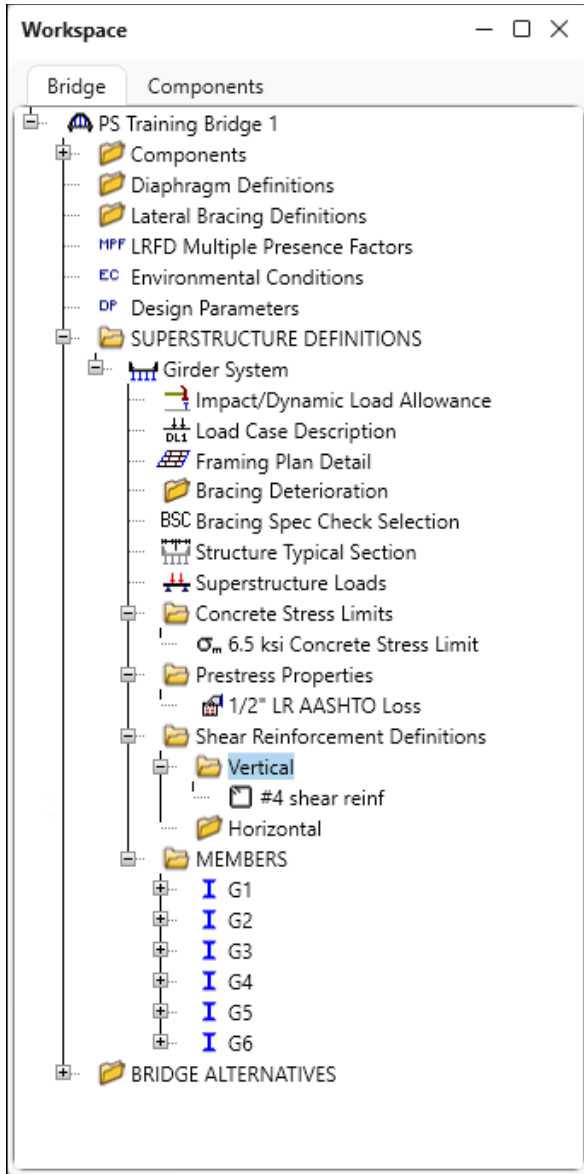 Workspace
Bridge Components
PS Training Bridge 1
Components
Diaphragm Definitions
Lateral Bracing Definitions
MPF LRFD Multiple Presence Factors
EC Environmental Conditions
DP Design Parameters
SUPERSTRUCTURE DEFINITIONS
Girder System
Impact/Dynamic Load Allowance
DL1 Load Case Description
Framing Plan Detail
Bracing Deterioration
BSC Bracing Spec Check Selection
Structure Typical Section
Superstructure Loads
Concrete Stress Limits
σm 6.5 ksi Concrete Stress Limit
Prestress Properties
1/2" LR AASHTO Loss
Shear Reinforcement Definitions
Vertical
#4 shear reinf
Horizontal
MEMBERS
G1
G2
G3
G4
G5
G6
BRIDGE ALTERNATIVES